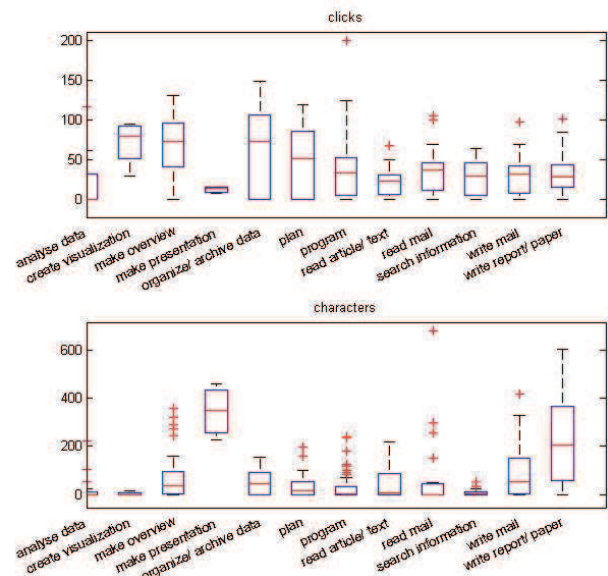 clicks
200
150
100
50
0
analyse data
create visualization
make overview
make presentation
organize/ archive data
plan
program
read article/ text
read mail
search information
write mail
write report/ paper
characters
600
400
200
0
analyse data
create visualization
make overview
make presentation
organize/ archive data
plan
program
read article/ text
read mail
search information
write mail
write report/ paper